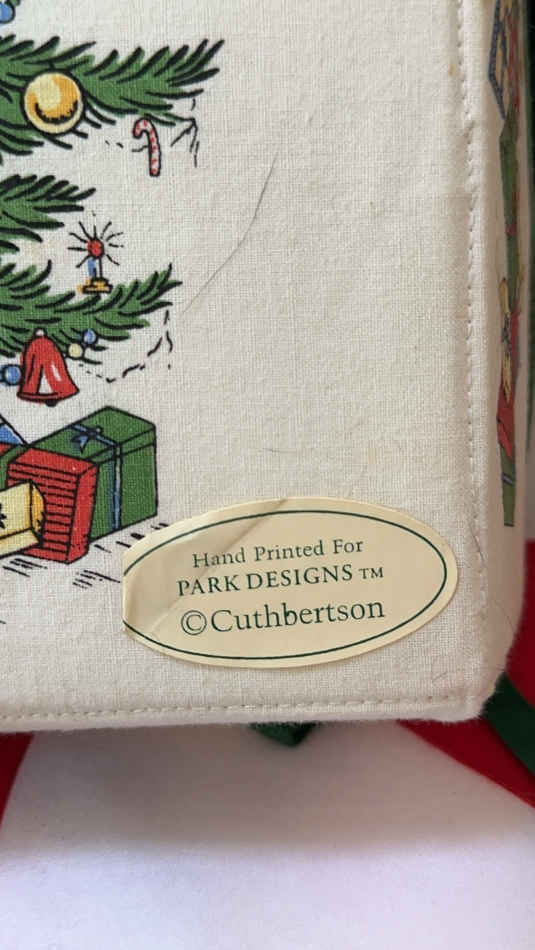 Hand Printed For
PARK DESIGNS TM
©Cuthbertson